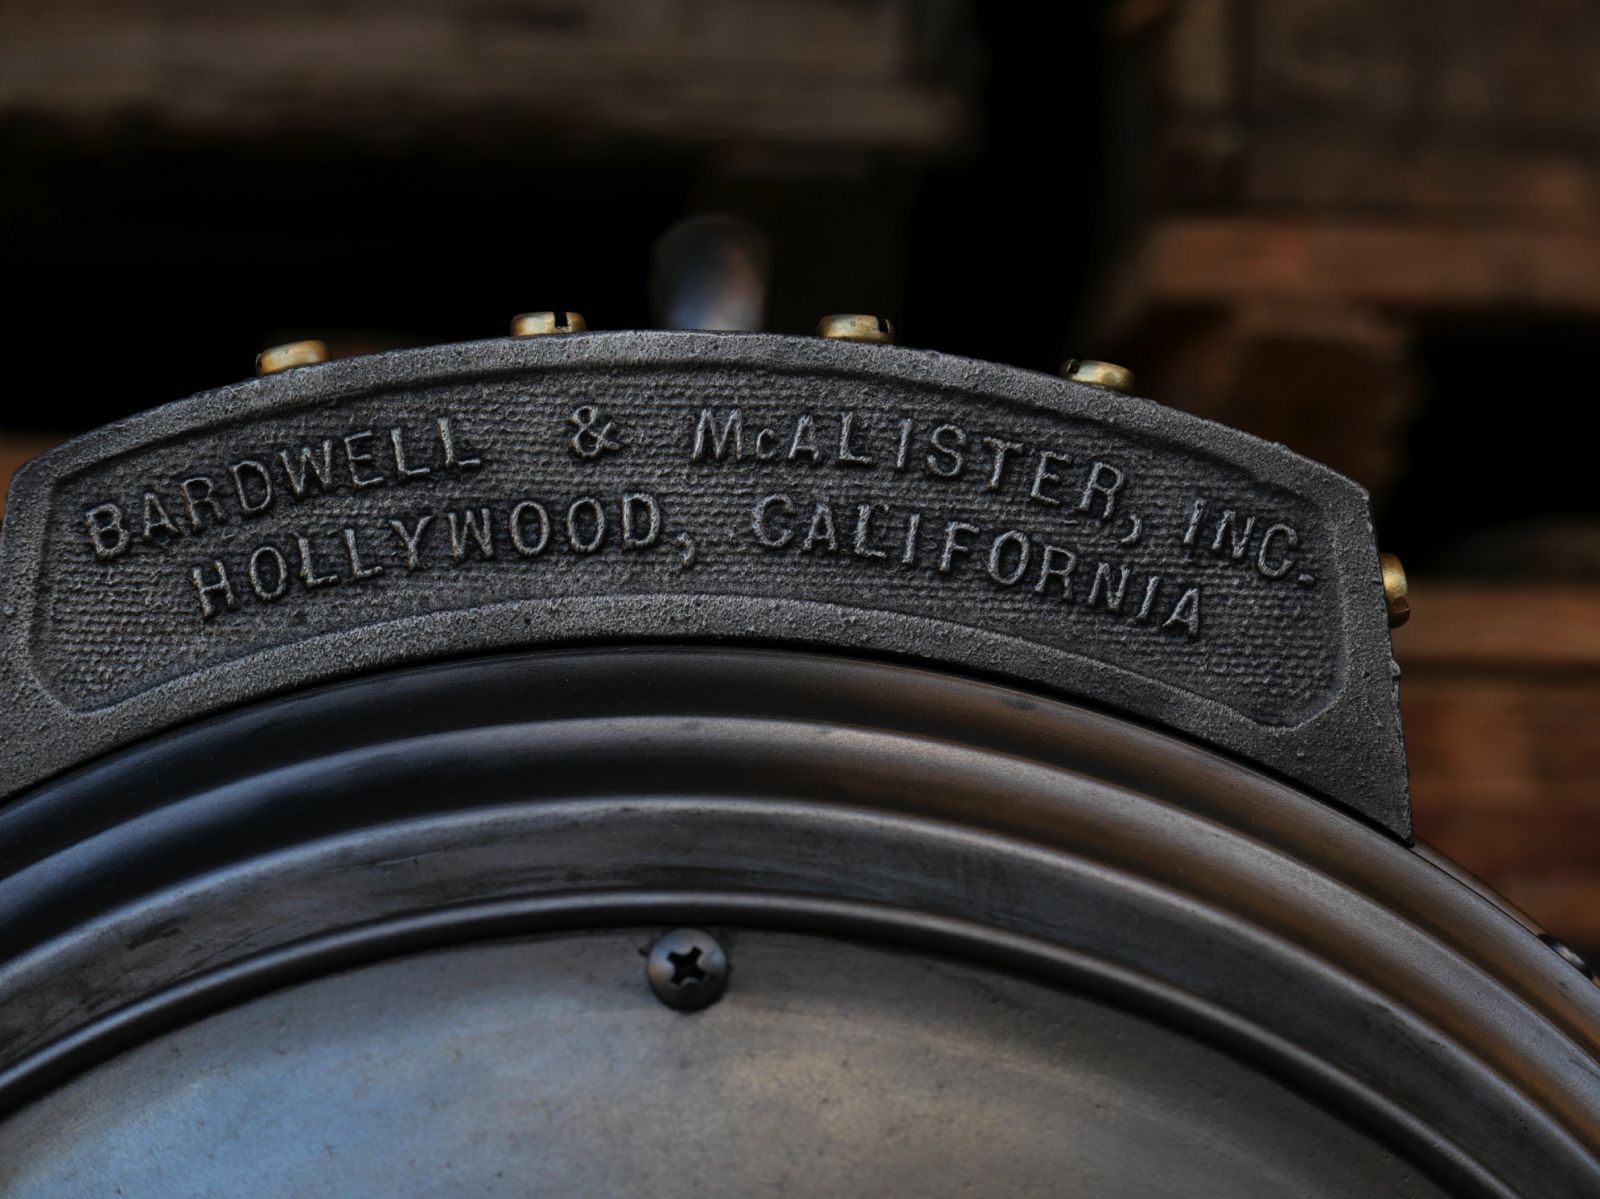 BARDWELL & McALISTER, INC.
HOLLYWOOD, CALIFORNIA